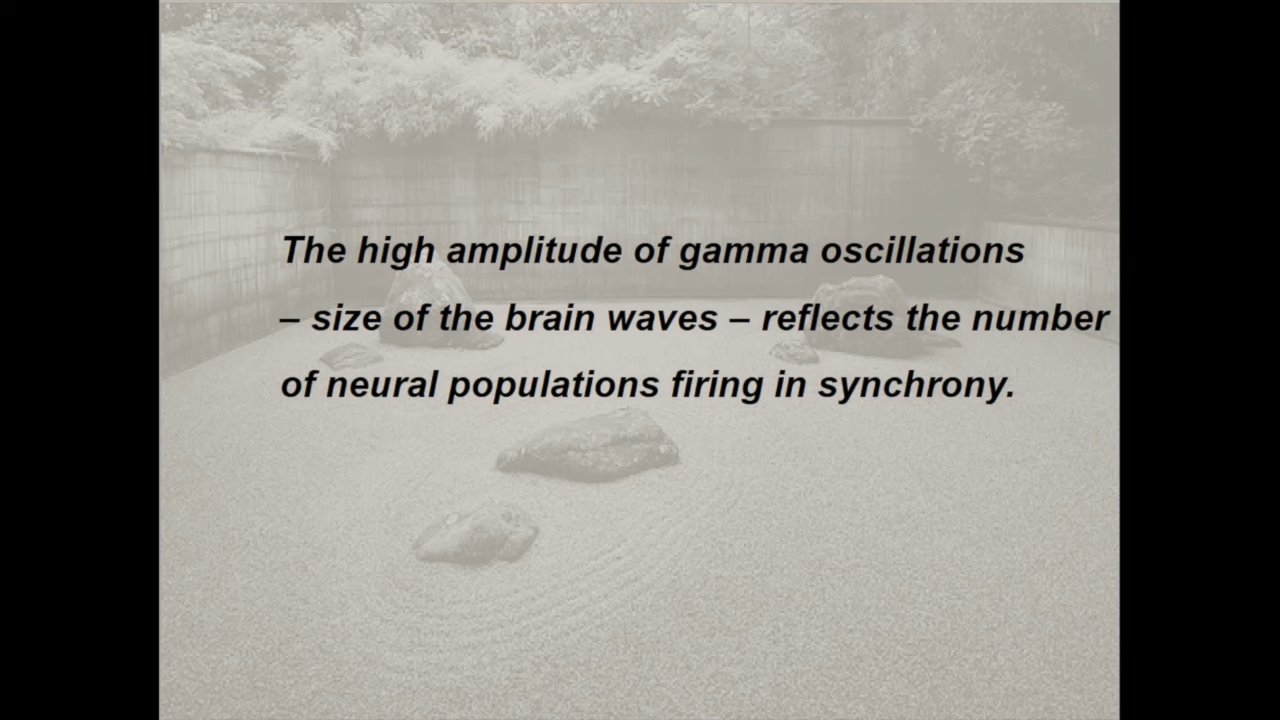 The high amplitude of gamma oscillations
– size of the brain waves – reflects the number
of neural populations firing in synchrony.